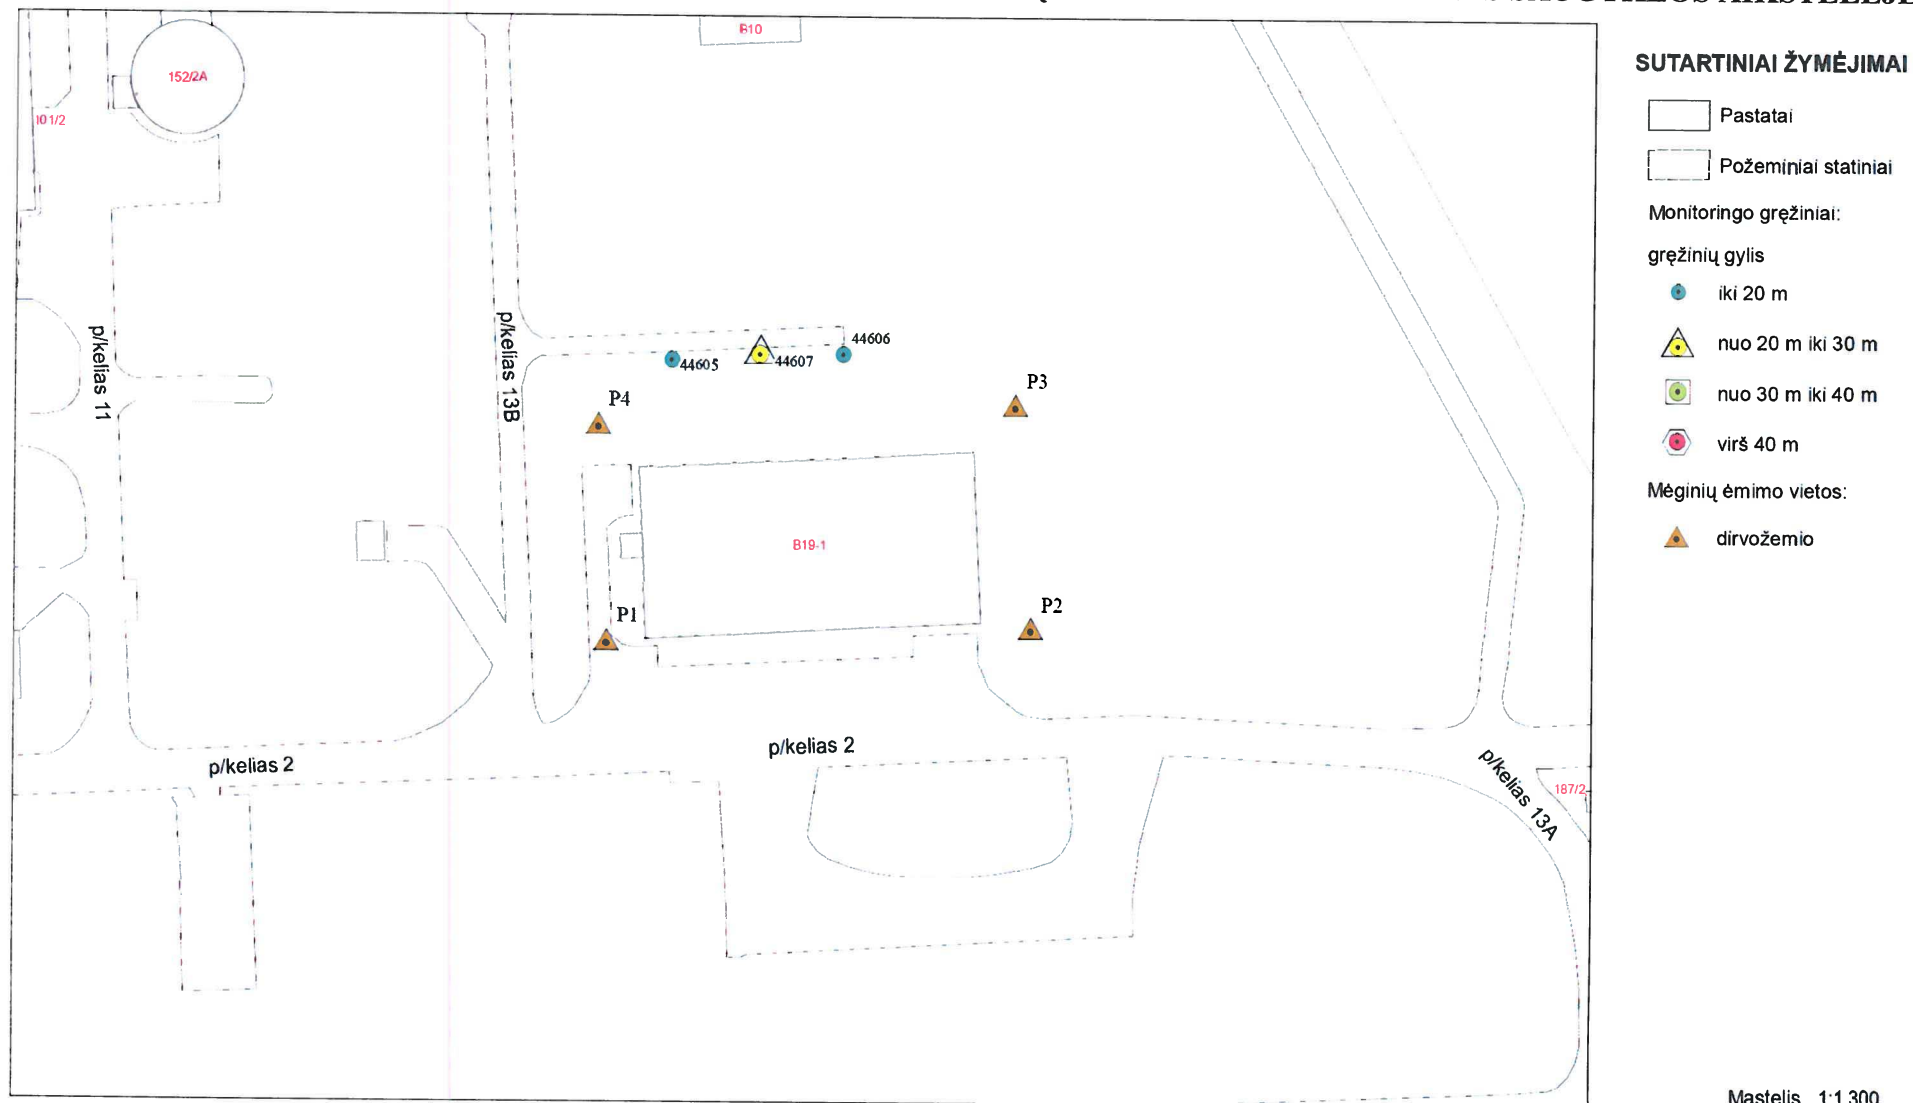 B10
152/2A
101/2
p/kelias 11
p/kelias 13B
44605
44607
44606
P4
P3
B19-1
P1
P2
p/kelias 2
p/kelias 2
p/kelias 13A
187/2
SUTARTINIAI ŽYMĖJIMAI
Pastatai
Požeminiai statiniai
Monitoringo gręžiniai:
gręžinių gylis
iki 20 m
nuo 20 m iki 30 m
nuo 30 m iki 40 m
virš 40 m
Mėginių ėmimo vietos:
dirvožemio
Mastelis 1:1 300